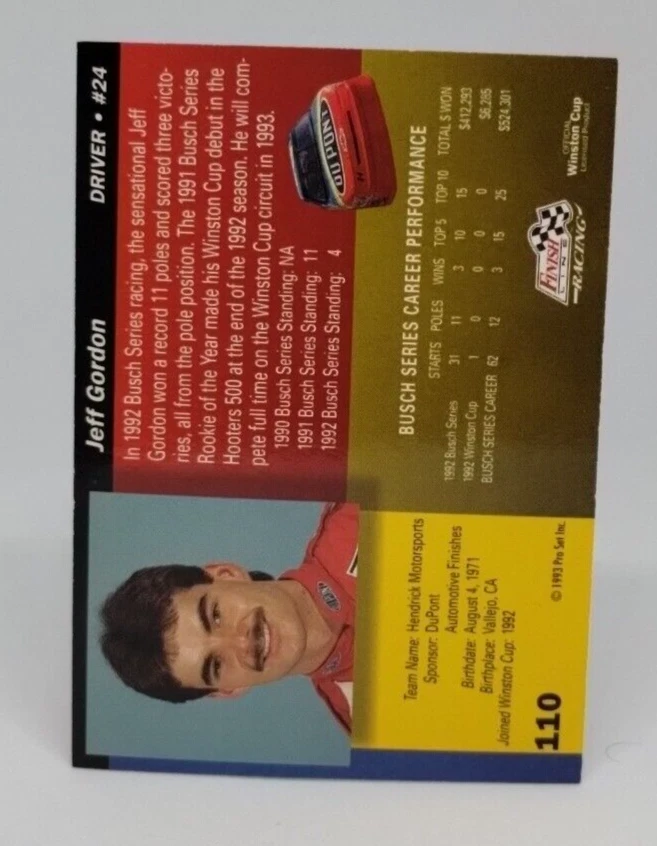 Jeff Gordon DRIVER • #24
In 1992 Busch Series racing, the sensational Jeff
Gordon won a record 11 poles and scored three victo-
ries, all from the pole position. The 1991 Busch Series
Rookie of the Year made his Winston Cup debut in the
Hooters 500 at the end of the 1992 season. He will com-
pete full time on the Winston Cup circuit in 1993.
1990 Busch Series Standing: NA
1991 Busch Series Standing: 11
1992 Busch Series Standing: 4
DU PONT
Team Name: Hendrick Motorsports
Sponsor: DuPont
Automotive Finishes
Birthdate: August 4, 1971
Birthplace: Vallejo, CA
Joined Winston Cup: 1992
110
© 1993 Pro Set Inc.
BUSCH SERIES CAREER PERFORMANCE
STARTS POLES WINS TOP 5 TOP 10 TOTAL $ WON
1992 Busch Series 31 11 3 10 15 $412,293
1992 Winston Cup 1 0 0 0 0 $6,285
BUSCH SERIES CAREER 62 12 3 15 25 $524,301
FINISH
LINE
RACING
OFFICIAL
Winston Cup
Licensed Product